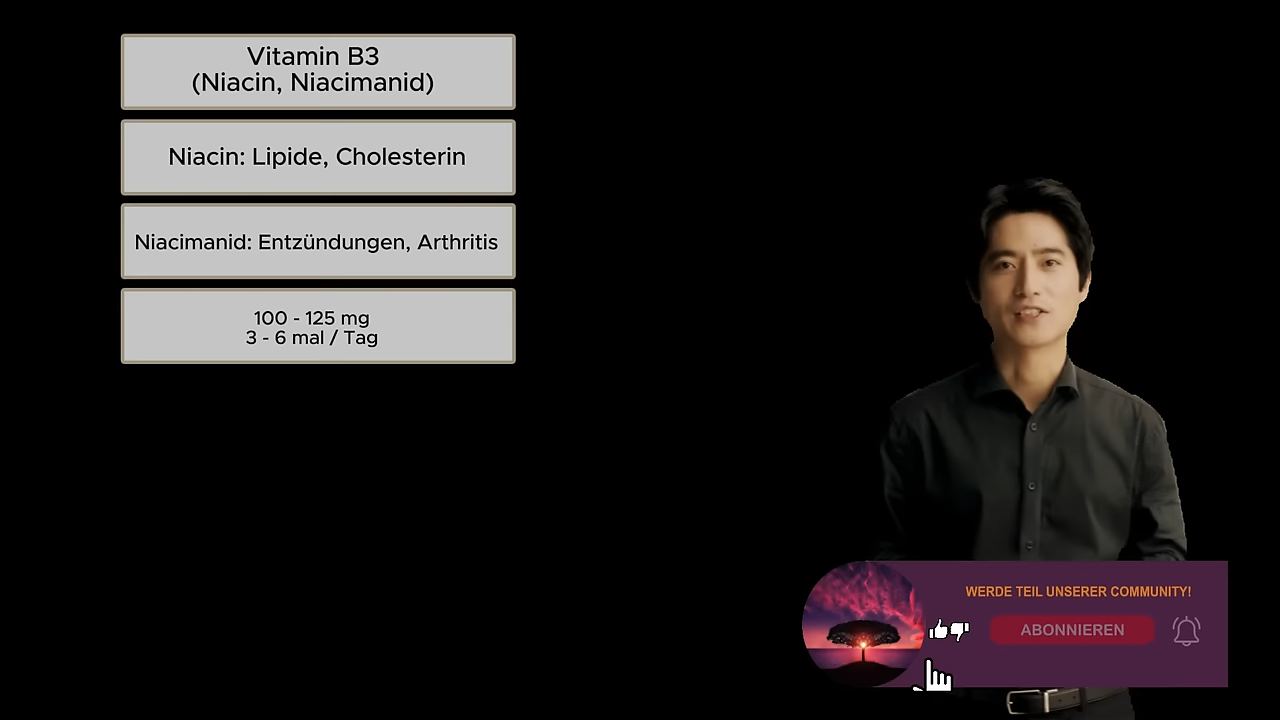 Vitamin B3
(Niacin, Niacimanid)
Niacin: Lipide, Cholesterin
Niacimanid: Entzündungen, Arthritis
100 - 125 mg
3 - 6 mal / Tag
WERDE TEIL UNSERER COMMUNITY!
ABONNIEREN